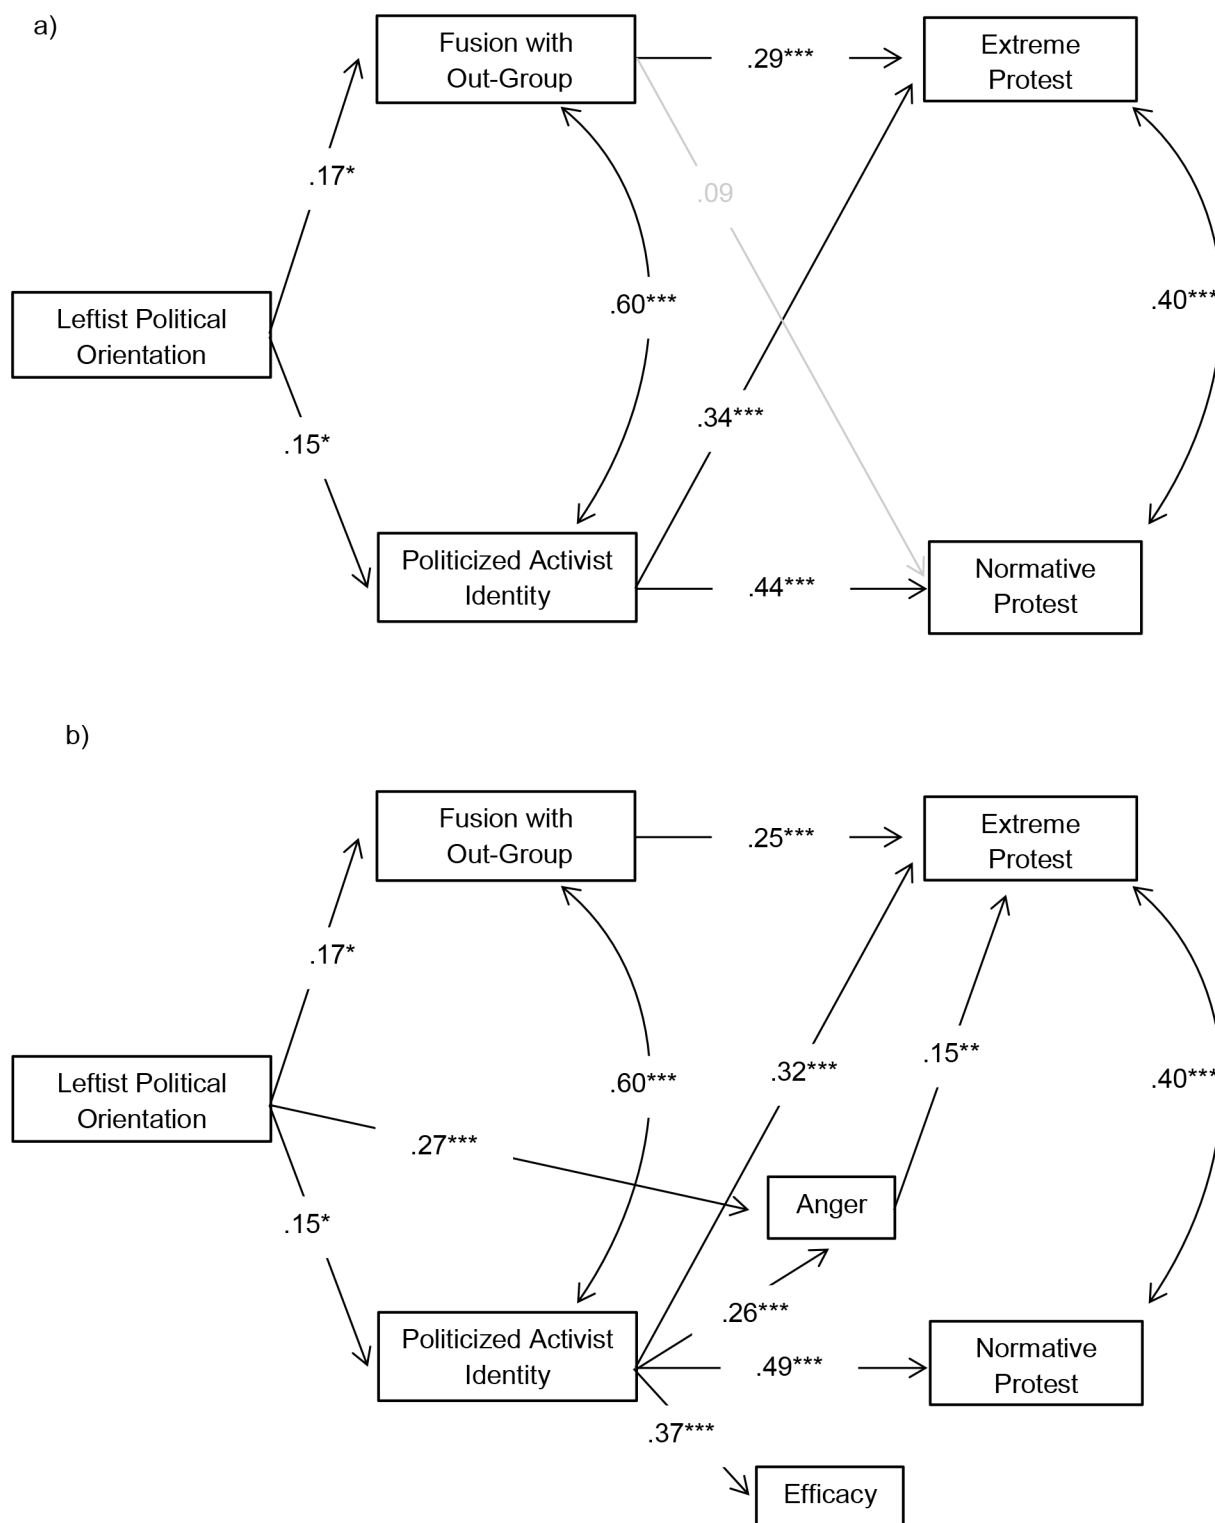 a)
Fusion with
Out-Group
.29***
Extreme
Protest
.17*
.09
Leftist Political
Orientation
.60***
.40***
.34***
.15*
Politicized Activist
Identity
.44***
Normative
Protest
b)
Fusion with
Out-Group
.25***
Extreme
Protest
.17*
Leftist Political
Orientation
.60***
.32***
.15**
.40***
.27***
Anger
.15*
.26***
Politicized Activist
Identity
.49***
Normative
Protest
.37***
Efficacy